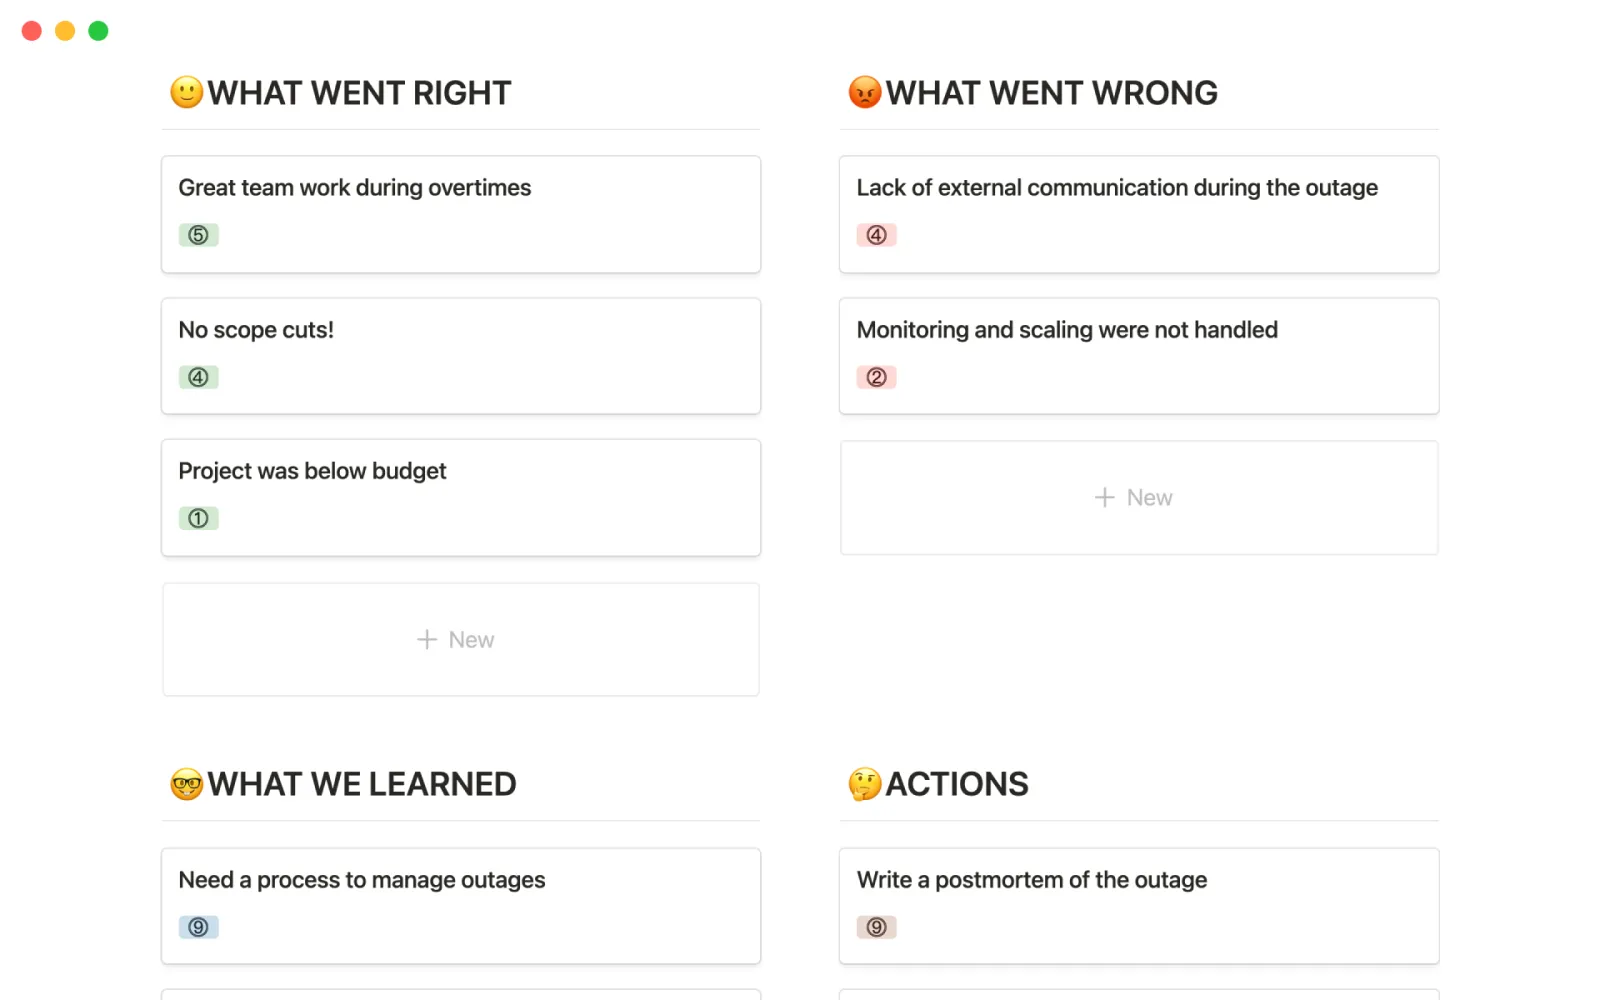 🙂WHAT WENT RIGHT
Great team work during overtimes
⑤
No scope cuts!
④
Project was below budget
①
+ New
😡WHAT WENT WRONG
Lack of external communication during the outage
④
Monitoring and scaling were not handled
②
+ New
🤓WHAT WE LEARNED
Need a process to manage outages
⑨
🤔ACTIONS
Write a postmortem of the outage
⑨